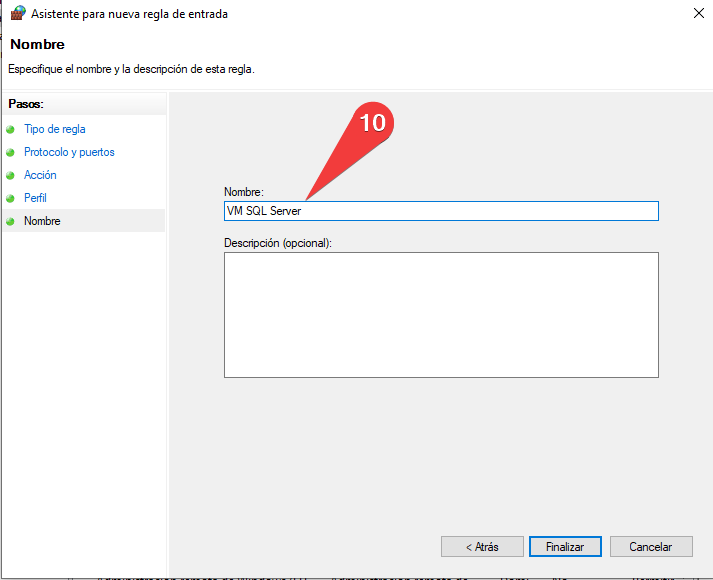 Asistente para nueva regla de entrada
Nombre
Especifique el nombre y la descripción de esta regla.
Pasos:
Tipo de regla
Protocolo y puertos
Acción
Perfil
Nombre
10
Nombre:
VM SQL Server
Descripción (opcional):
< Atrás
Finalizar
Cancelar